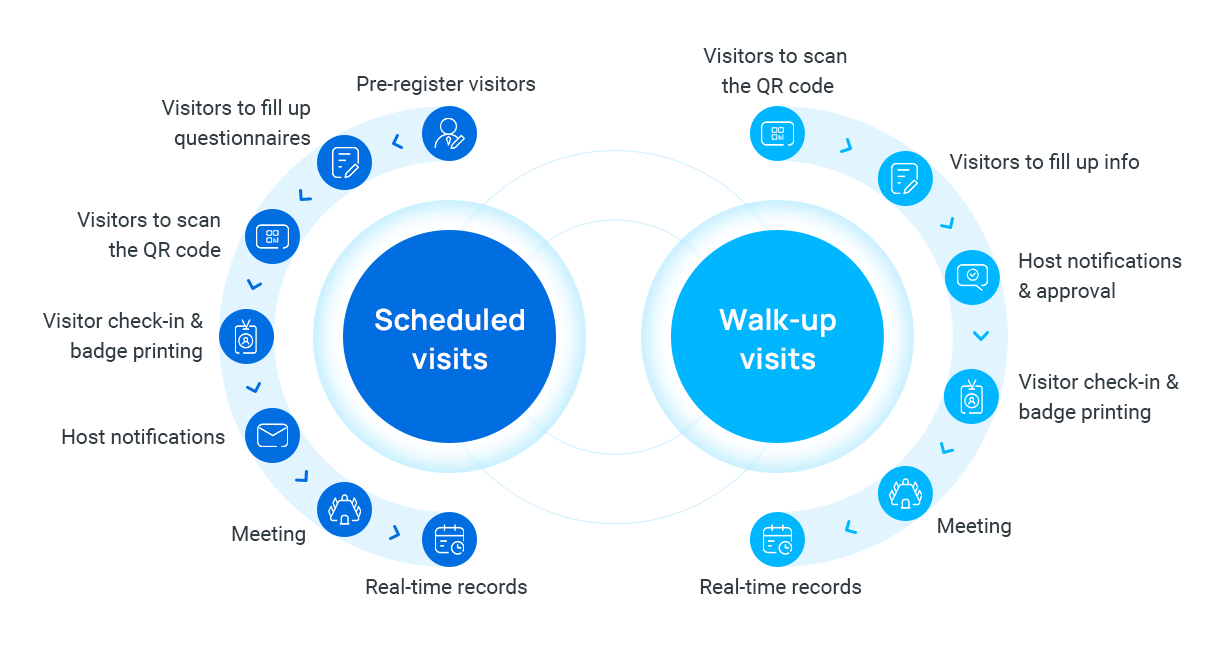 Pre-register visitors
Visitors to fill up
questionnaires
Visitors to scan
the QR code
Visitor check-in &
badge printing
Host notifications
Meeting
Real-time records
Scheduled
visits
Walk-up
visits
Visitors to scan
the QR code
Visitors to fill up info
Host notifications
& approval
Visitor check-in &
badge printing
Meeting
Real-time records